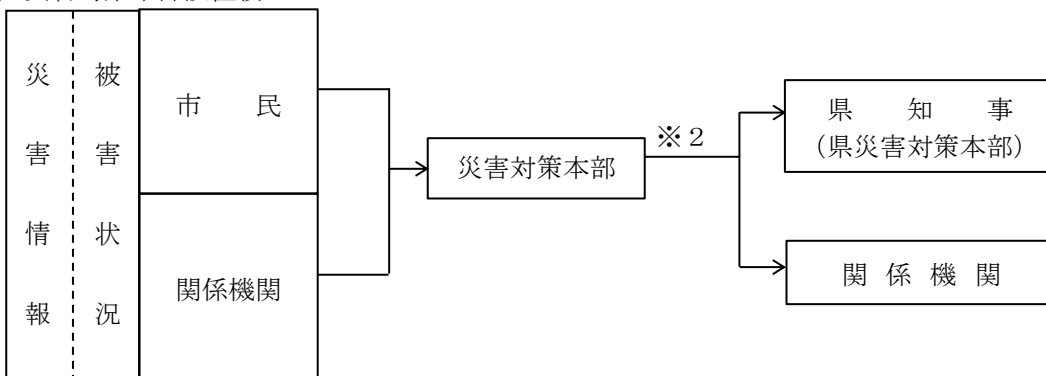 災害情報
被害状況
市　　民
関係機関
災害対策本部
※２
県　知　事
（県災害対策本部）
関 係 機 関